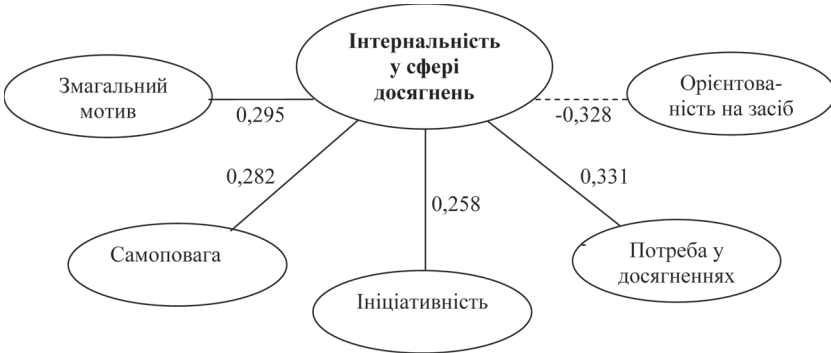 Інтернальність
у сфері
досягнень
Змагальний
мотив
Орієнтова-
ність на засіб
0,295
-0,328
0,282
0,258
0,331
Самоповага
Ініціативність
Потреба у
досягненнях